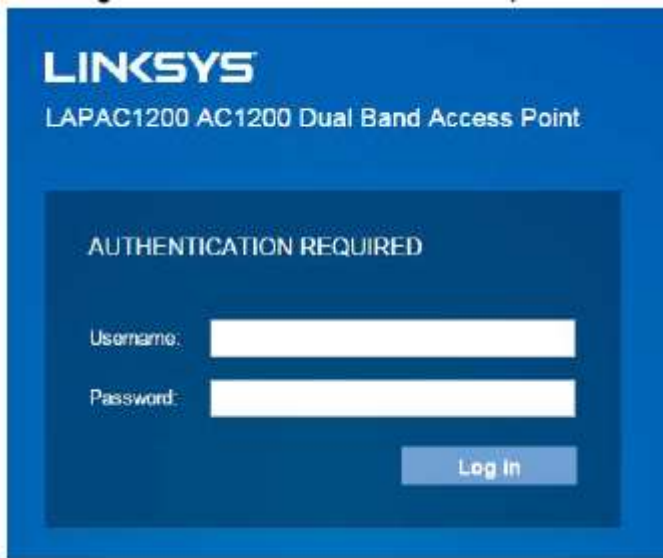 LINKSYS
LAPAC1200 AC1200 Dual Band Access Point
AUTHENTICATION REQUIRED
Username:
Password:
Log in